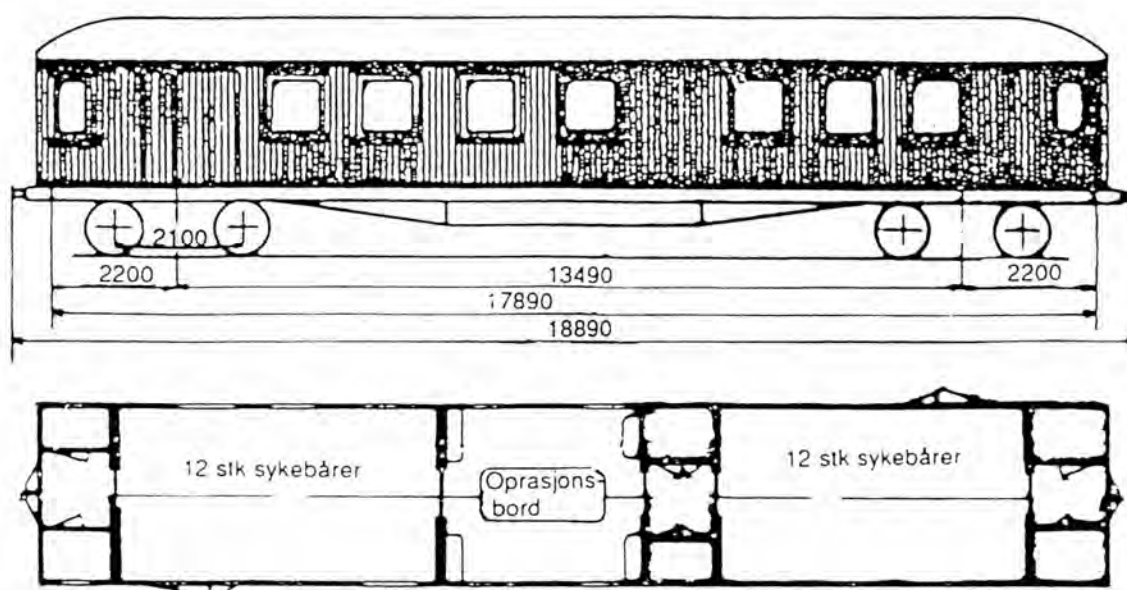 2100
2200 13490 2200
17890
18890
12 stk sykebårer
12 stk sykebårer
Oprasjons-
bord